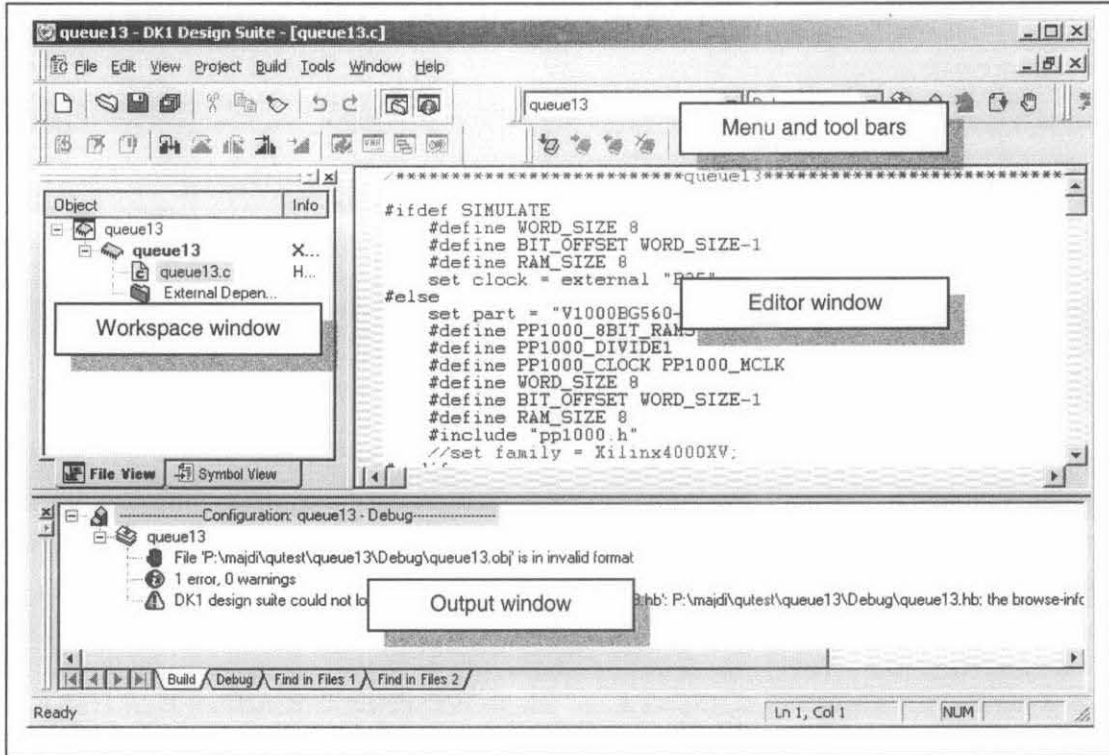 queue13 - DK1 Design Suite - [queue13.c]
File Edit View Project Build Tools Window Help
queue13
Menu and tool bars
Object Info
queue13
queue13 X...
queue13.c H...
External Depen...
Workspace window
File View Symbol View
/**************************queue13***************************
#ifdef SIMULATE
#define WORD_SIZE 8
#define BIT_OFFSET WORD_SIZE-1
#define RAM_SIZE 8
set clock = external
#else
set part = "V1000BG560-
#define PP1000_8BIT_RAMS
#define PP1000_DIVIDE1
#define PP1000_CLOCK PP1000_MCLK
#define WORD_SIZE 8
#define BIT_OFFSET WORD_SIZE-1
#define RAM_SIZE 8
#include "pp1000.h"
//set family = Xilinx4000XV;
Editor window
-------------------Configuration: queue13 - Debug-------------------
queue13
File 'P:\majdi\qutest\queue13\Debug\queue13.obj' is in invalid format
1 error, 0 warnings
DK1 design suite could not P:\majdi\qutest\queue13\Debug\queue13.hb: the browse-info
Output window
Build Debug Find in Files 1 Find in Files 2
Ready Ln 1, Col 1 NUM